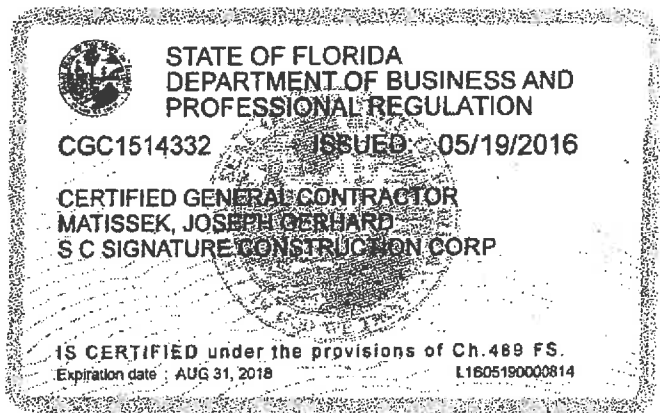 STATE OF FLORIDA
DEPARTMENT OF BUSINESS AND
PROFESSIONAL REGULATION
CGC1514332 ISSUED: 05/19/2016
CERTIFIED GENERAL CONTRACTOR
MATISSEK, JOSEPH GERHARD
S C SIGNATURE CONSTRUCTION CORP
IS CERTIFIED under the provisions of Ch.489 FS.
Expiration date : AUG 31, 2018 L1605190000814